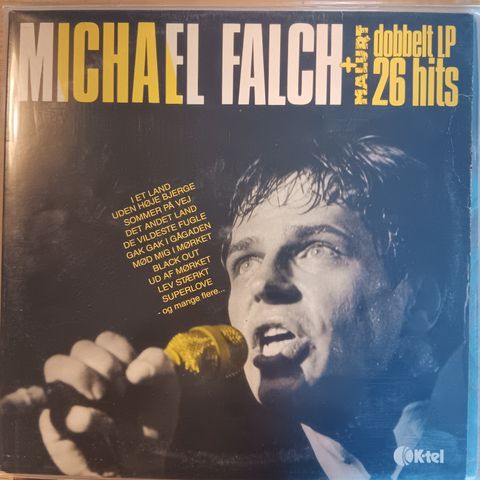 MICHAEL FALCH
+ MALURT
dobbelt LP
26 hits
I ET LAND
UDEN HØJE BJERGE
SOMMER PÅ VEJ
DET ANDET LAND
DE VILDESTE FUGLE
GAK GAK I GÅGADEN
MØD MIG I MØRKET
BLACK OUT
UD AF MØRKET
LEV STÆRKT
SUPERLOVE
- og mange flere...
K-tel